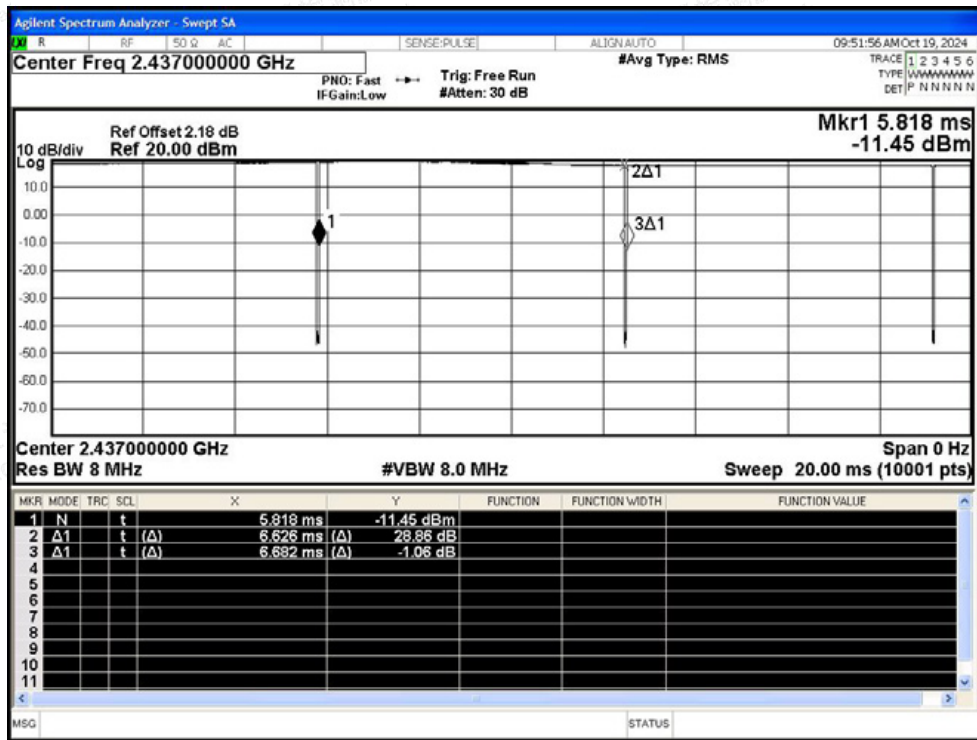 Agilent Spectrum Analyzer - Swept SA
R RF 50 Ω AC SENSE:PULSE ALIGN AUTO 09:51:56 AM Oct 19, 2024
Center Freq 2.437000000 GHz #Avg Type: RMS TRACE 1 2 3 4 5 6
PNO: Fast Trig: Free Run TYPE WWWWWW
IFGain:Low #Atten: 30 dB DET P N N N N N
Mkr1 5.818 ms
Ref Offset 2.18 dB
10 dB/div Ref 20.00 dBm -11.45 dBm
Log
2Δ1
10.0
0.00
1
3Δ1
-10.0
-20.0
-30.0
-40.0
-50.0
-60.0
-70.0
Center 2.437000000 GHz Span 0 Hz
Res BW 8 MHz #VBW 8.0 MHz Sweep 20.00 ms (10001 pts)
MKR MODE TRC SCL X Y FUNCTION FUNCTION WIDTH FUNCTION VALUE
1 N t 5.818 ms -11.45 dBm
2 Δ1 t (Δ) 6.626 ms (Δ) 28.86 dB
3 Δ1 t (Δ) 6.682 ms (Δ) -1.06 dB
4
5
6
7
8
9
10
11
MSG STATUS